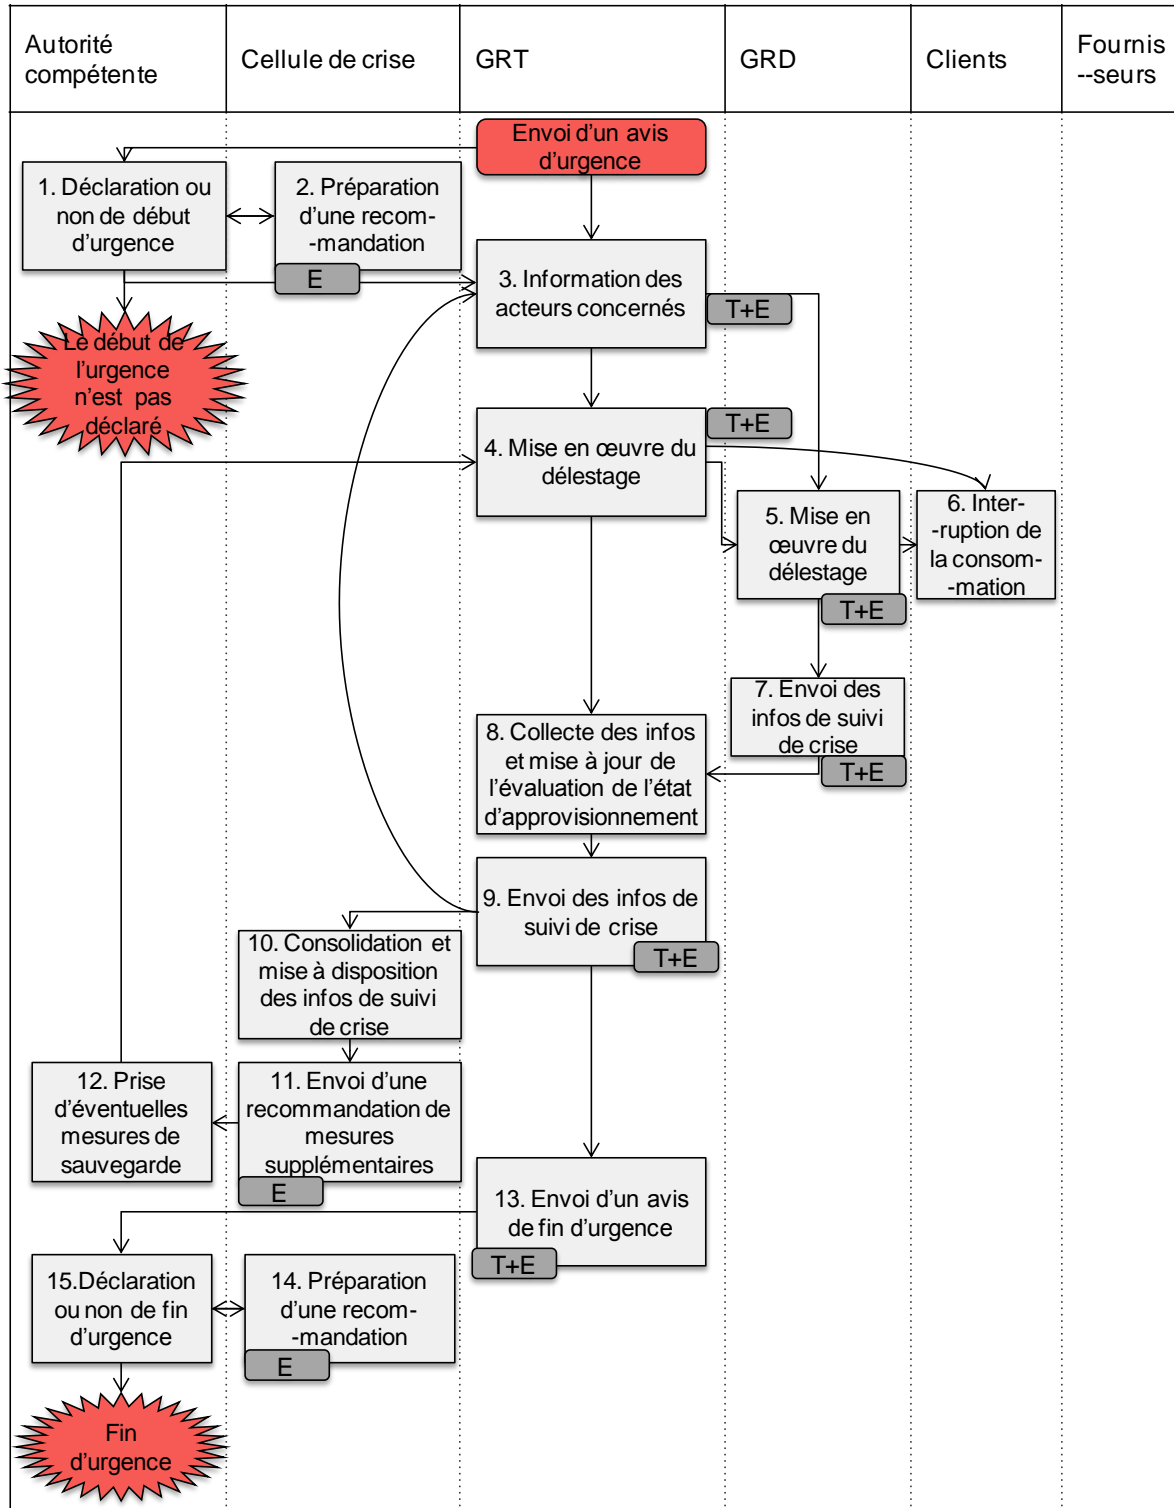 Autorité
compétente
Cellule de crise
GRT
GRD
Clients
Fournis
--seurs
Envoi d'un avis
d'urgence
1. Déclaration ou
non de début
d'urgence
2. Préparation
d'une recom-
-mandation
E
3. Information des
acteurs concernés
T+E
Le début de
l'urgence
n'est pas
déclaré
T+E
4. Mise en œuvre du
délestage
5. Mise en
œuvre du
délestage
T+E
6. Inter-
-ruption de
la consom-
-mation
7. Envoi des
infos de suivi
de crise
T+E
8. Collecte des infos
et mise à jour de
l'évaluation de l'état
d'approvisionnement
9. Envoi des infos de
suivi de crise
T+E
10. Consolidation et
mise à disposition
des infos de suivi
de crise
12. Prise
d'éventuelles
mesures de
sauvegarde
11. Envoi d'une
recommandation de
mesures
supplémentaires
E
13. Envoi d'un avis
de fin d'urgence
T+E
15.Déclaration
ou non de fin
d'urgence
14. Préparation
d'une recom-
-mandation
E
Fin
d'urgence